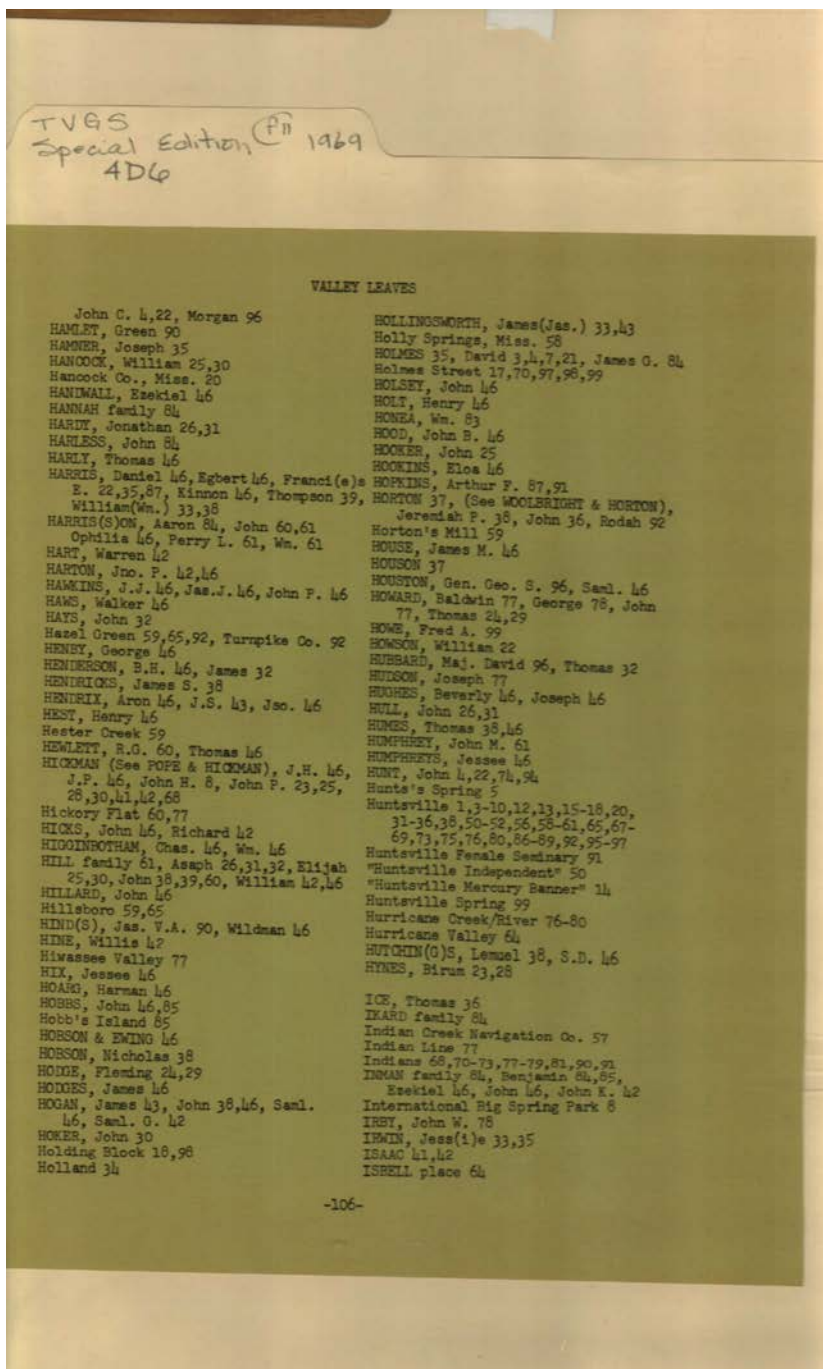 TVGS
Special Edition PII 1969
4D6
VALLEY LEAVES
John C. 4,22, Morgan 96
HAMLET, Green 90
HAMNER, Joseph 35
HANCOCK, William 25,30
Hancock Co., Miss. 20
HANDWALL, Ezekiel 46
HANNAH family 84
HARDY, Jonathan 26,31
HARLESS, John 84
HARLY, Thomas 46
HARRIS, Daniel 46, Egbert 46, Franci(e)s
E. 22,35,87, Kinnon 46, Thompson 39,
William(Wm.) 33,38
HARRIS(S)ON, Aaron 84, John 60,61
Ophilia 46, Perry L. 61, Wm. 61
HART, Warren 42
HARTON, Jno. P. 42,46
HAWKINS, J.J. 46, Jas.J. 46, John P. 46
HAWS, Walker 46
HAYS, John 32
Hazel Green 59,65,92, Turnpike Co. 92
HENBY, George 46
HENDERSON, B.H. 46, James 32
HENDRICKS, James S. 38
HENDRIX, Aron 46, J.S. 43, Jso. 46
HEST, Henry 46
Hester Creek 59
HEWLETT, R.G. 60, Thomas 46
HICKMAN (See POPE & HICKMAN), J.H. 46,
J.P. 46, John H. 8, John P. 23,25,
28,30,41,42,68
Hickory Flat 60,77
HICKS, John 46, Richard 42
HIGGINBOTHAM, Chas. 46, Wm. 46
HILL family 61, Asaph 26,31,32, Elijah
25,30, John 38,39,60, William 42,46
HILLARD, John 46
Hillsboro 59,65
HIND(S), Jas. V.A. 90, Wildman 46
HINE, Willis 42
Hiwassee Valley 77
HIX, Jessee 46
HOARG, Harman 46
HOBBS, John 46,85
Hobb's Island 85
HOBSON & EWING 46
HOBSON, Nicholas 38
HODGE, Fleming 24,29
HODGES, James 46
HOGAN, James 43, John 38,46, Saml.
46, Saml. G. 42
HOKER, John 30
Holding Block 18,98
Holland 34
HOLLINGSWORTH, James(Jas.) 33,43
Holly Springs, Miss. 58
HOLMES 35, David 3,4,7,21, James G. 84
Holmes Street 17,70,97,98,99
HOLSEY, John 46
HOLT, Henry 46
HONEA, Wm. 83
HOOD, John B. 46
HOOKER, John 25
HOOKINS, Eloa 46
HOPKINS, Arthur F. 87,91
HORTON 37, (See WOOLBRIGHT & HORTON),
Jeremiah P. 38, John 36, Rodah 92
Horton's Mill 59
HOUSE, James M. 46
HOUSON 37
HOUSTON, Gen. Geo. S. 96, Saml. 46
HOWARD, Baldwin 77, George 78, John
77, Thomas 24,29
HOWE, Fred A. 99
HOWSON, William 22
HUBBARD, Maj. David 96, Thomas 32
HUDSON, Joseph 77
HUGHES, Beverly 46, Joseph 46
HULL, John 26,31
HUMES, Thomas 38,46
HUMPHREY, John M. 61
HUMPHREYS, Jessee 46
HUNT, John 4,22,74,94
Hunts's Spring 5
Huntsville 1,3-10,12,13,15-18,20,
31-36,38,50-52,56,58-61,65,67-
69,73,75,76,80,86-89,92,95-97
Huntsville Female Seminary 91
"Huntsville Independent" 50
"Huntsville Mercury Banner" 14
Huntsville Spring 99
Hurricane Creek/River 76-80
Hurricane Valley 64
HUTCHIN(G)S, Lemuel 38, S.D. 46
HYNES, Birum 23,28
ICE, Thomas 36
IKARD family 84
Indian Creek Navigation Co. 57
Indian Line 77
Indians 68,70-73,77-79,81,90,91
INMAN family 84, Benjamin 84,85,
Ezekiel 46, John 46, John K. 42
International Big Spring Park 8
IRBY, John W. 78
IRWIN, Jess(i)e 33,35
ISAAC 41,42
ISBELL place 64
-106-